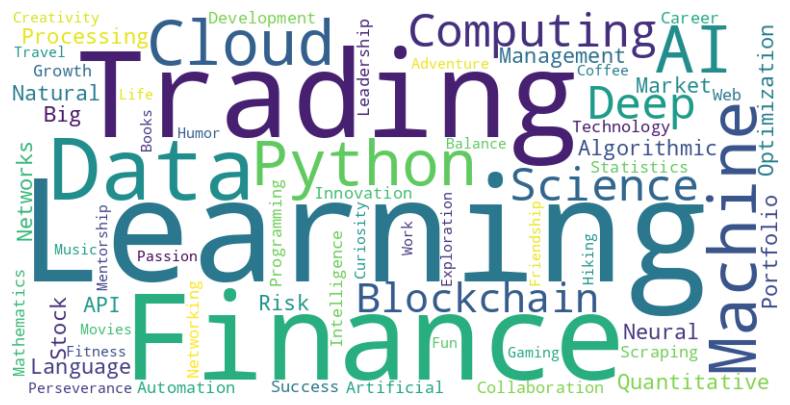 Creativity
Development
Career
Processing
Cloud
Computing
AI
Travel
Trading
Leadership
Management
Adventure
Coffee
Growth
Life
Natural
Market
Web
Optimization
Big
Deep
Books
Humor
Technology
Networks
Data
Python
Balance
Algorithmic
Statistics
Machine
Science
Innovation
Learning
Mentorship
Programming
Curiosity
Exploration
Friendship
Portfolio
Music
Passion
Work
Hiking
Intelligence
Mathematics
Stock
API
Networking
Finance
Risk
Blockchain
Movies
Neural
Fun
Gaming
Scraping
Language
Fitness
Perseverance
Automation
Success
Artificial
Collaboration
Quantitative